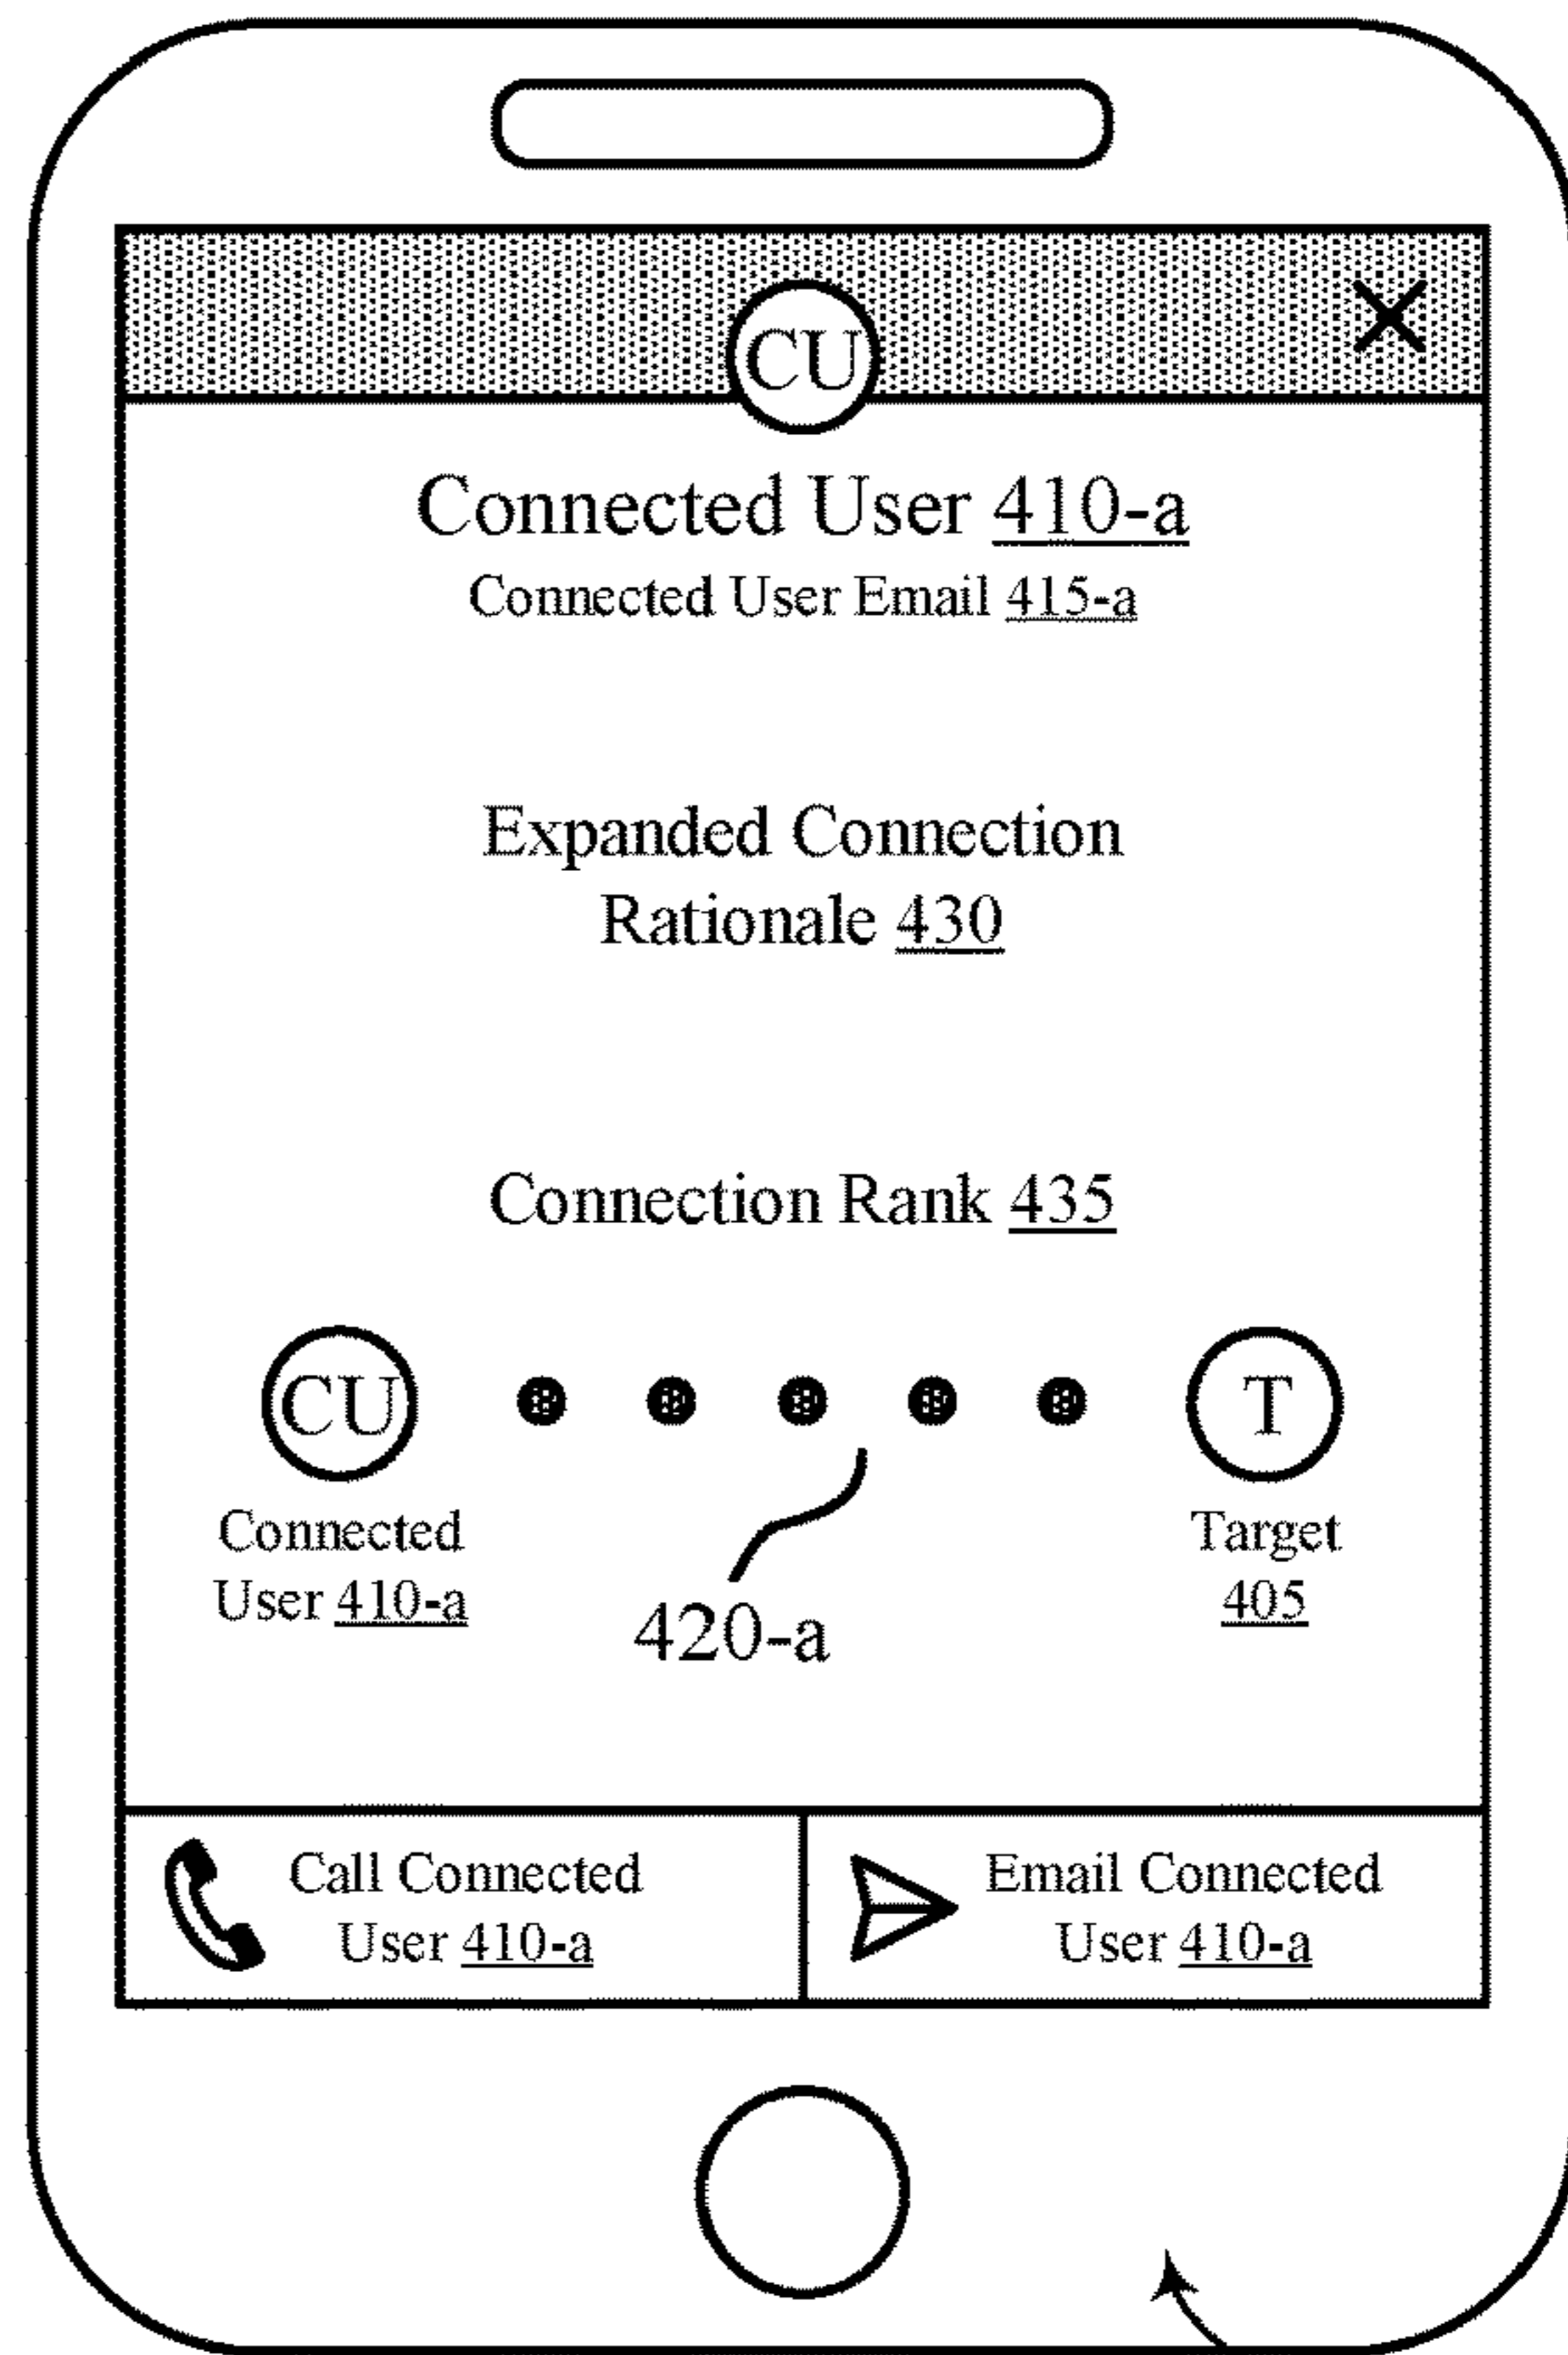 CU
Connected User 410-a
Connected User Email 415-a
Expanded Connection
Rationale 430
Connection Rank 435
CU
T
Connected
User 410-a
Target
405
420-a
Call Connected
User 410-a
Email Connected
User 410-a